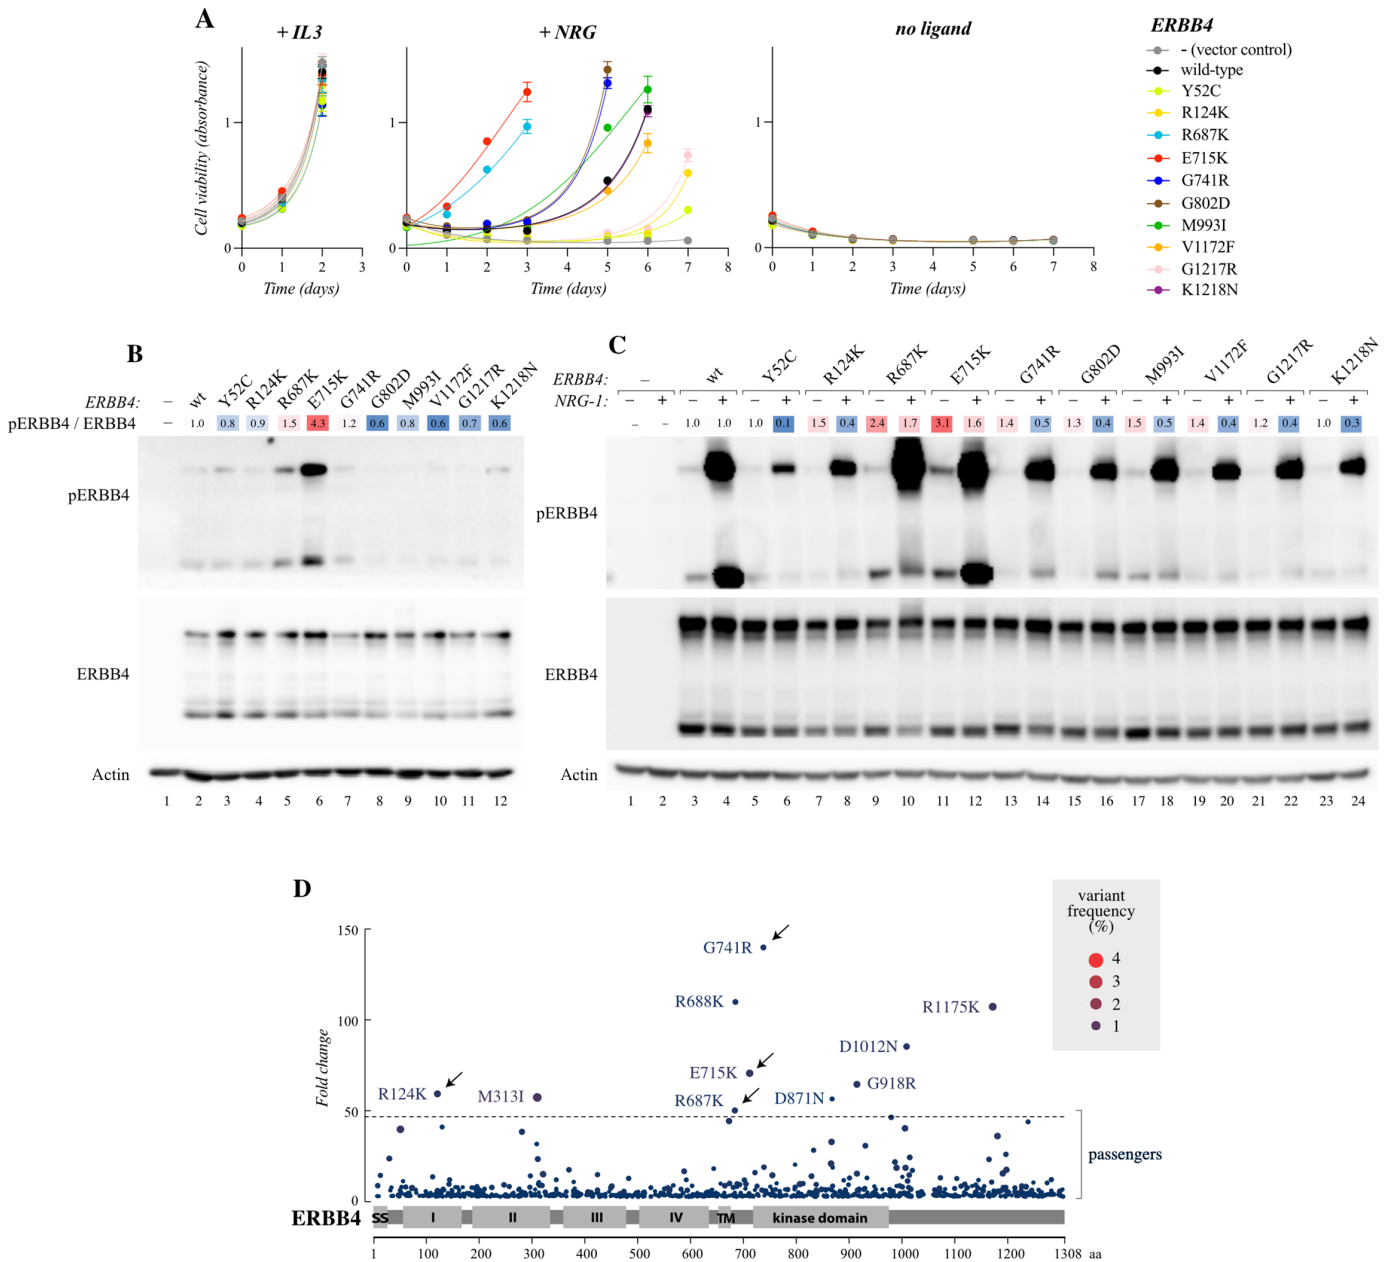 A
+ IL3
+ NRG
no ligand
ERBB4
- (vector control)
wild-type
Y52C
R124K
R687K
E715K
G741R
G802D
M993I
V1172F
G1217R
K1218N
Cell viability (absorbance)
1
0
0 1 2 3
Time (days)
1
0
0 1 2 3 4 5 6 7 8
Time (days)
1
0
0 1 2 3 4 5 6 7 8
Time (days)
B
ERBB4: – wt Y52C R124K R687K E715K G741R G802D M993I V1172F G1217R K1218N
pERBB4 / ERBB4 – 1.0 0.8 0.9 1.5 4.3 1.2 0.6 0.8 0.6 0.7 0.6
pERBB4
ERBB4
Actin
1 2 3 4 5 6 7 8 9 10 11 12
C
ERBB4: – wt Y52C R124K R687K E715K G741R G802D M993I V1172F G1217R K1218N
NRG-1: – + – + – + – + – + – + – + – + – + – + – + – +
– – 1.0 1.0 1.0 0.1 1.5 0.4 2.4 1.7 3.1 1.6 1.4 0.5 1.3 0.4 1.5 0.5 1.4 0.4 1.2 0.4 1.0 0.3
pERBB4
ERBB4
Actin
1 2 3 4 5 6 7 8 9 10 11 12 13 14 15 16 17 18 19 20 21 22 23 24
D
variant
frequency
(%)
4
3
2
1
Fold change
150
100
50
0
G741R
R688K
R1175K
D1012N
E715K
G918R
R124K
M313I
R687K
D871N
passengers
ERBB4 SS I II III IV TM kinase domain
1 100 200 300 400 500 600 700 800 900 1000 1100 1200 1308 aa